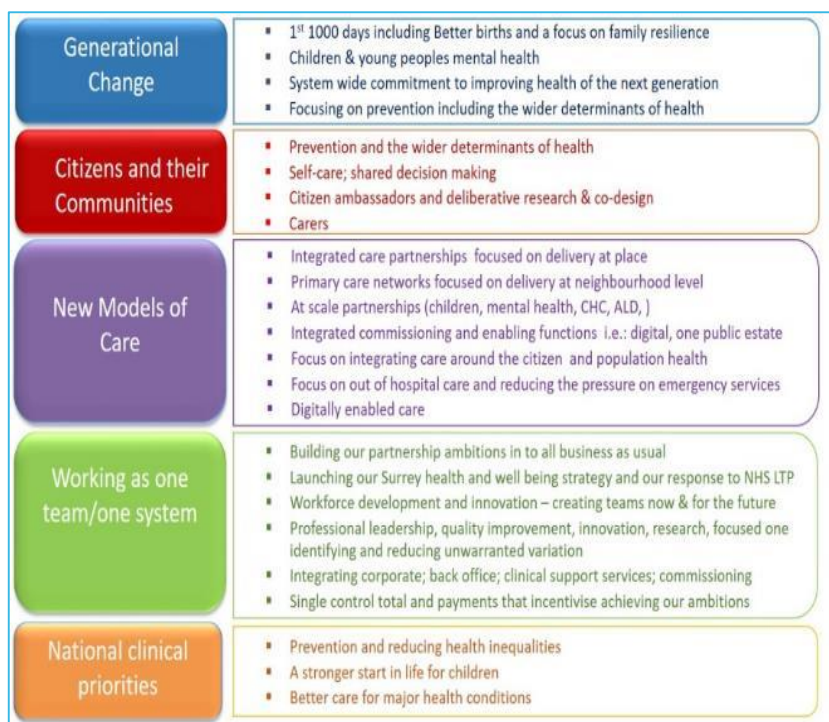 Generational
Change
▪ 1st 1000 days including Better births and a focus on family resilience
▪ Children & young peoples mental health
▪ System wide commitment to improving health of the next generation
▪ Focusing on prevention including the wider determinants of health
Citizens and their
Communities
▪ Prevention and the wider determinants of health
▪ Self-care; shared decision making
▪ Citizen ambassadors and deliberative research & co-design
▪ Carers
New Models of
Care
▪ Integrated care partnerships focused on delivery at place
▪ Primary care networks focused on delivery at neighbourhood level
▪ At scale partnerships (children, mental health, CHC, ALD, )
▪ Integrated commissioning and enabling functions i.e.: digital, one public estate
▪ Focus on integrating care around the citizen and population health
▪ Focus on out of hospital care and reducing the pressure on emergency services
▪ Digitally enabled care
Working as one
team/one system
▪ Building our partnership ambitions in to all business as usual
▪ Launching our Surrey health and well being strategy and our response to NHS LTP
▪ Workforce development and innovation – creating teams now & for the future
▪ Professional leadership, quality improvement, innovation, research, focused one
identifying and reducing unwarranted variation
▪ Integrating corporate; back office; clinical support services; commissioning
▪ Single control total and payments that incentivise achieving our ambitions
National clinical
priorities
▪ Prevention and reducing health inequalities
▪ A stronger start in life for children
▪ Better care for major health conditions